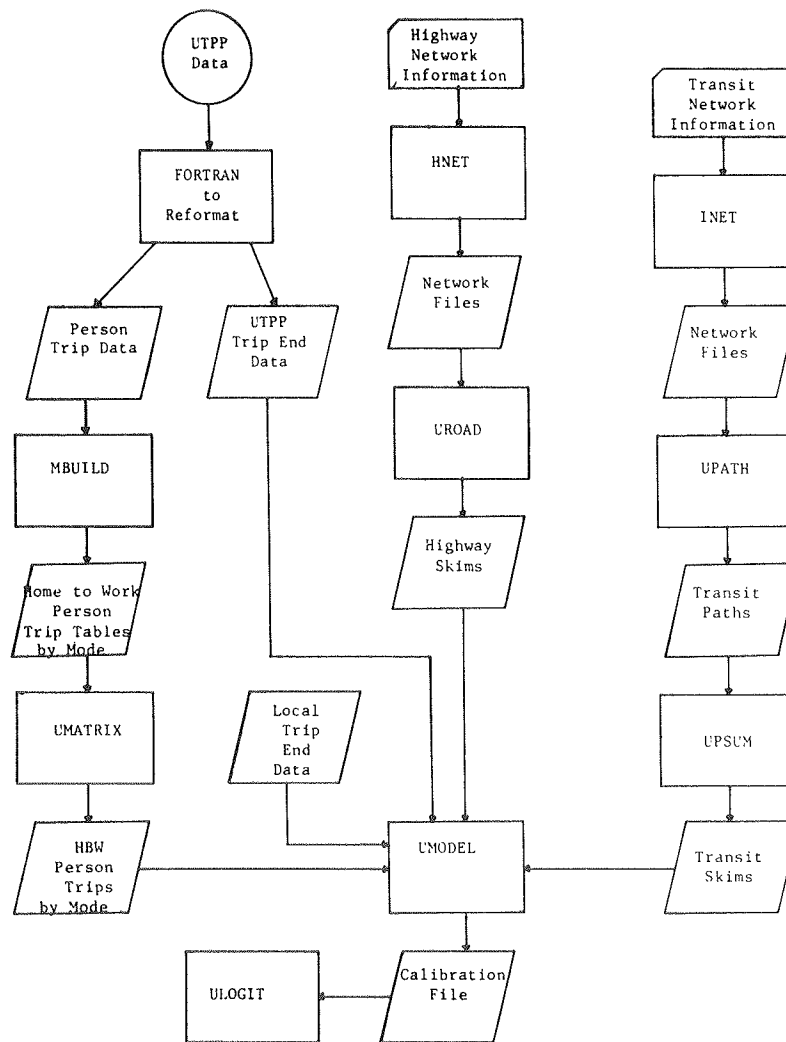 UTPP
Data
Highway
Network
Information
Transit
Network
Information
FORTRAN
to
Reformat
HNET
INET
Person
Trip Data
UTPP
Trip End
Data
Network
Files
Network
Files
MBUILD
UROAD
UPATH
Home to Work
Person
Trip Tables
by Mode
Highway
Skims
Transit
Paths
UMATRIX
Local
Trip
End
Data
UPSUM
HBW
Person
Trips
by Mode
UMODEL
Transit
Skims
ULOGIT
Calibration
File